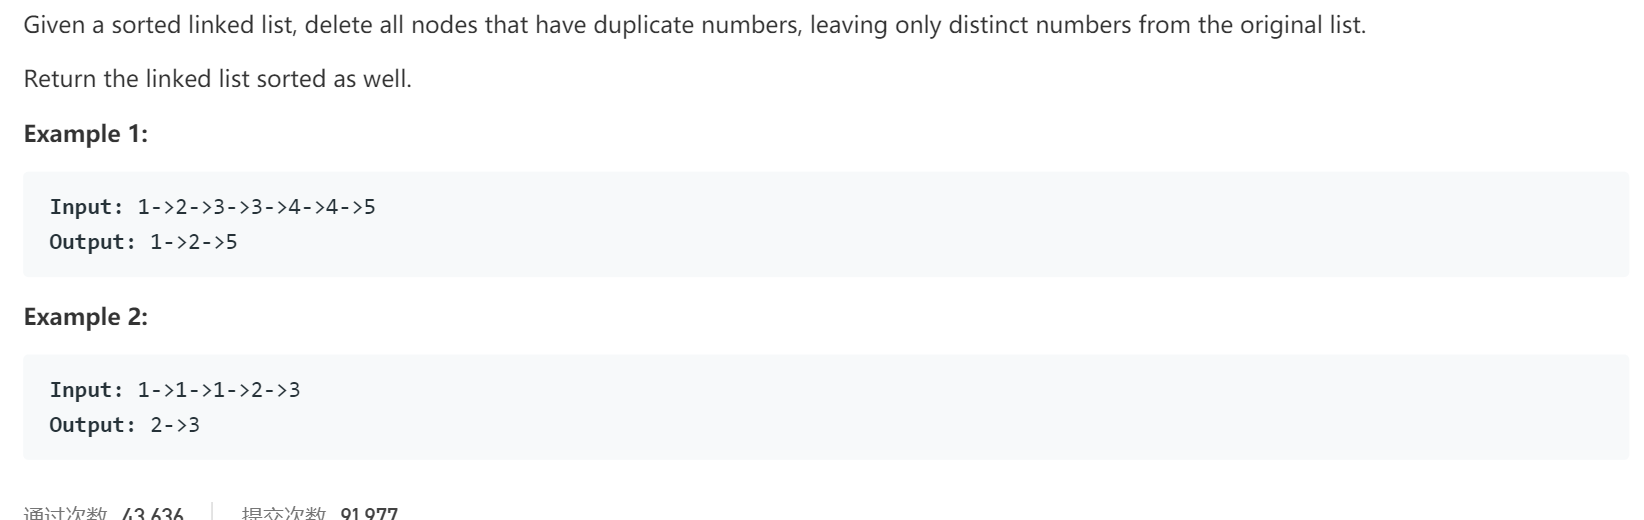 Given a sorted linked list, delete all nodes that have duplicate numbers, leaving only distinct numbers from the original list.
Return the linked list sorted as well.
Example 1:
Input: 1->2->3->3->4->4->5
Output: 1->2->5
Example 2:
Input: 1->1->1->2->3
Output: 2->3
通过次数 43,636 提交次数 91,977